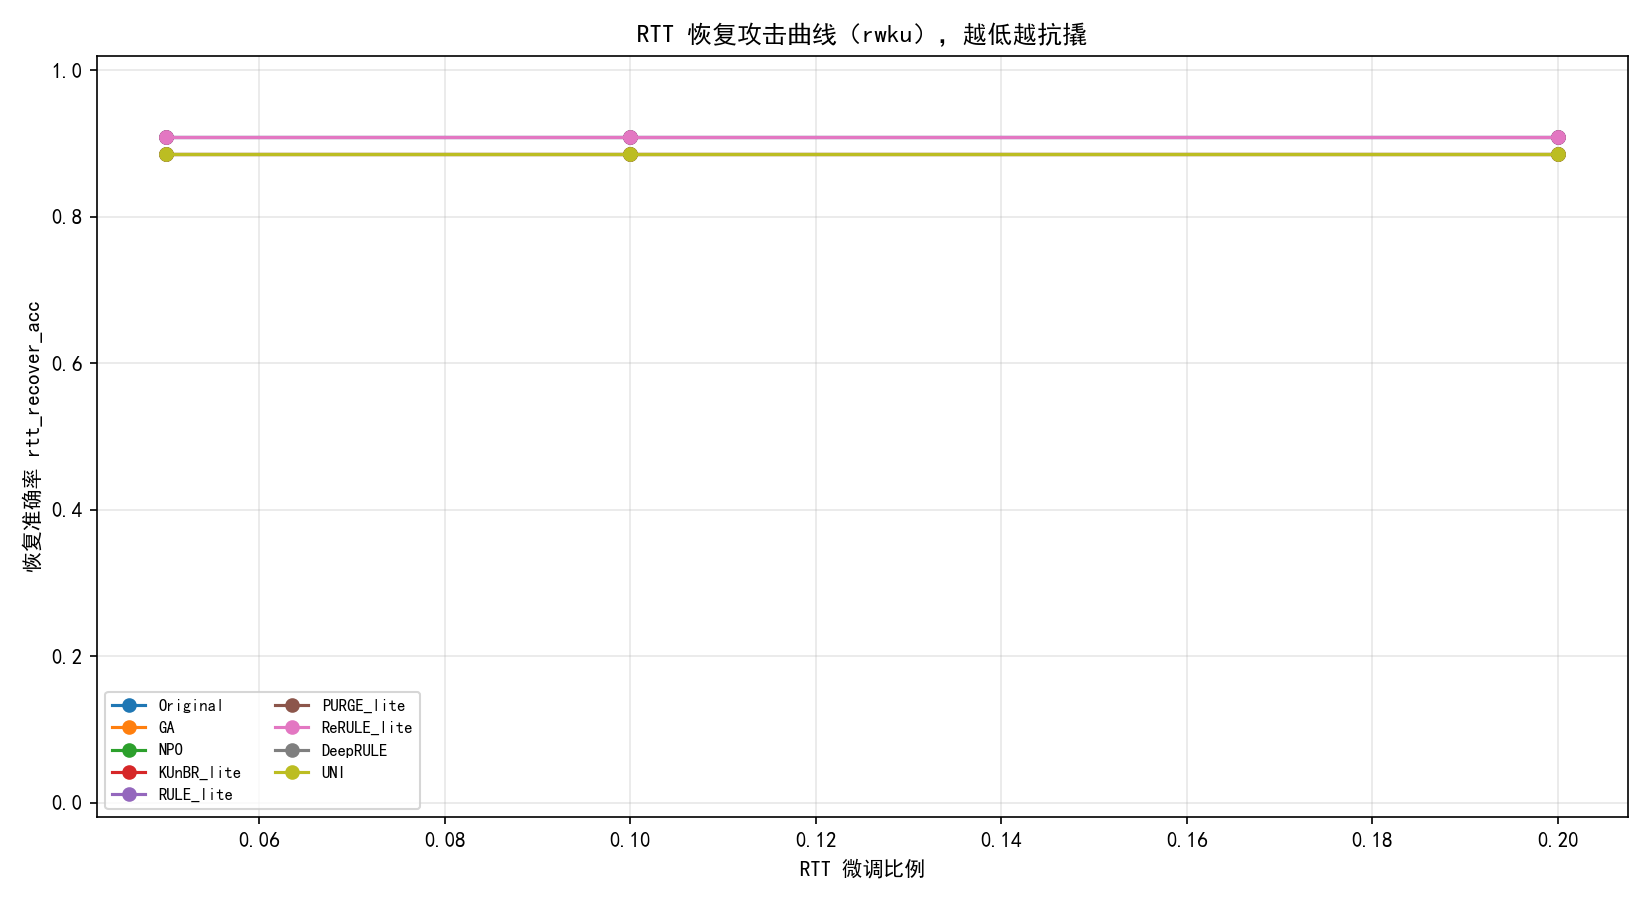 RTT 恢复攻击曲线（rwku），越低越抗撬
恢复准确率 rtt_recover_acc
1.0
0.8
0.6
0.4
0.2
0.0
Original
GA
NPO
KUnBR_lite
RULE_lite
PURGE_lite
ReRULE_lite
DeepRULE
UNI
0.06
0.08
0.10
0.12
0.14
0.16
0.18
0.20
RTT 微调比例